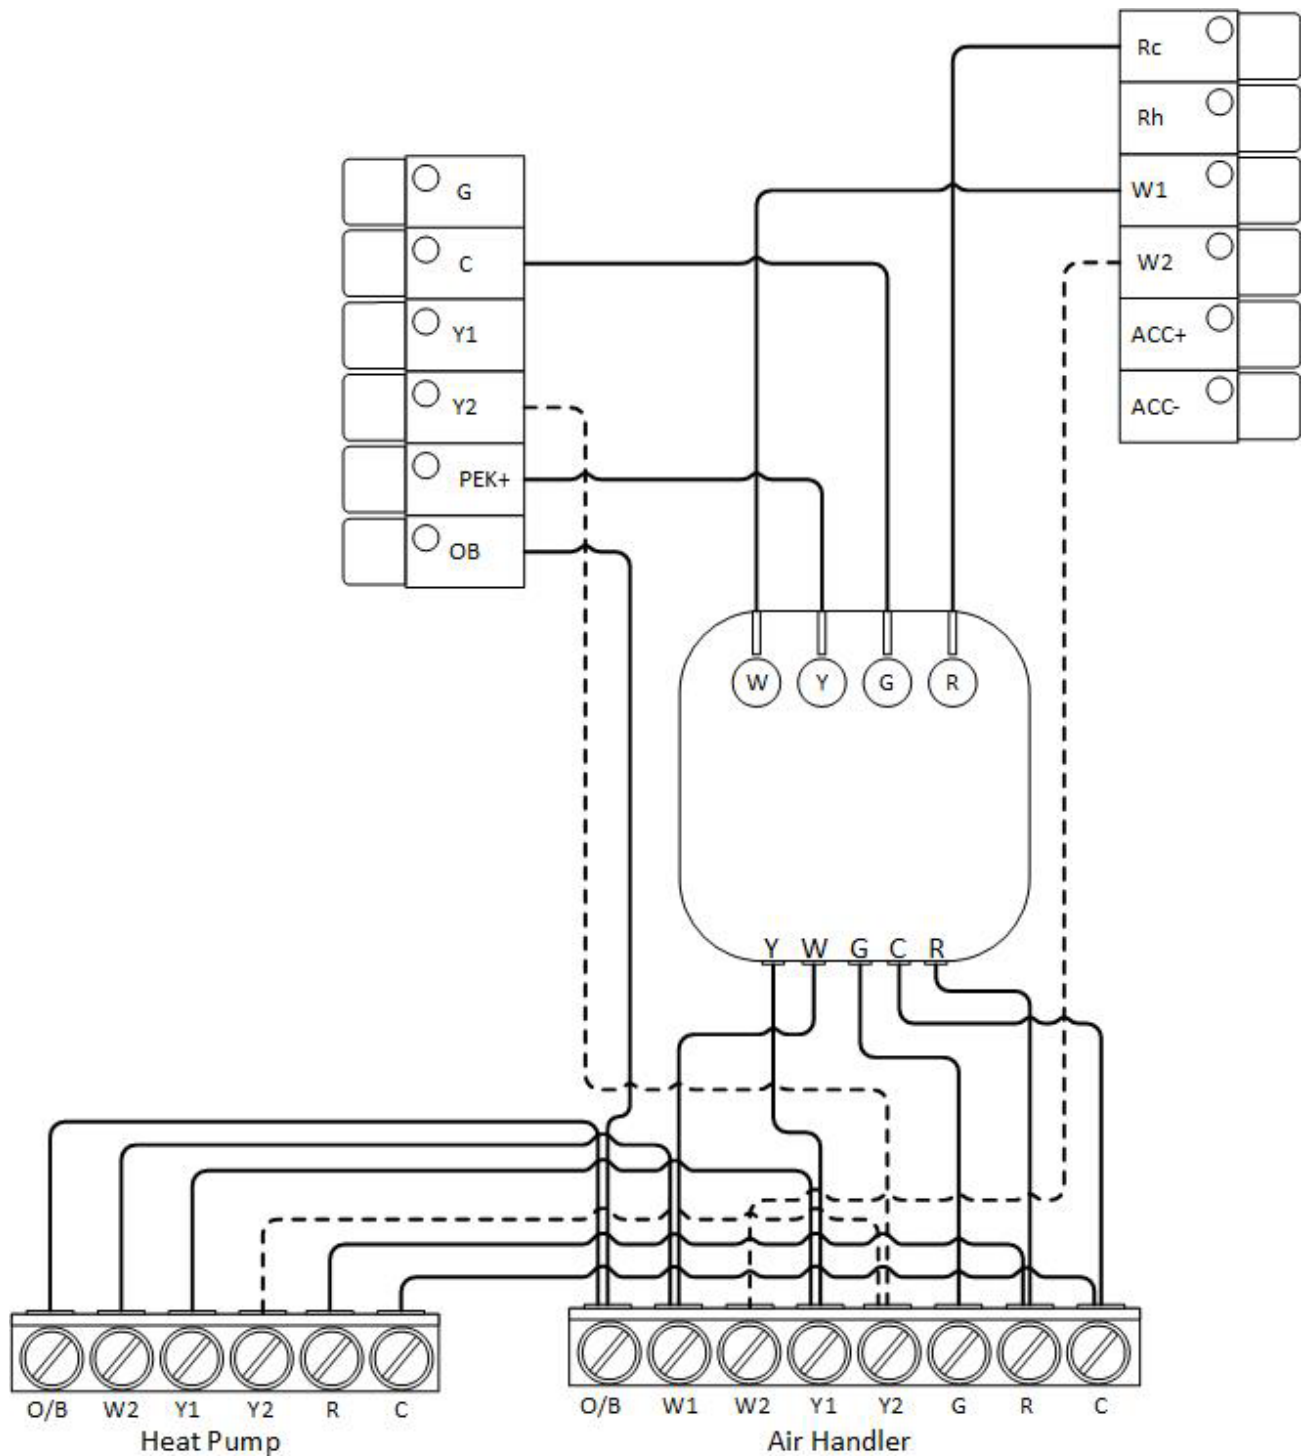 Rc
Rh
W1
W2
ACC+
ACC-
G
C
Y1
Y2
PEK+
OB
W Y G R
Y W G C R
O/B W2 Y1 Y2 R C
Heat Pump
O/B W1 W2 Y1 Y2 G R C
Air Handler